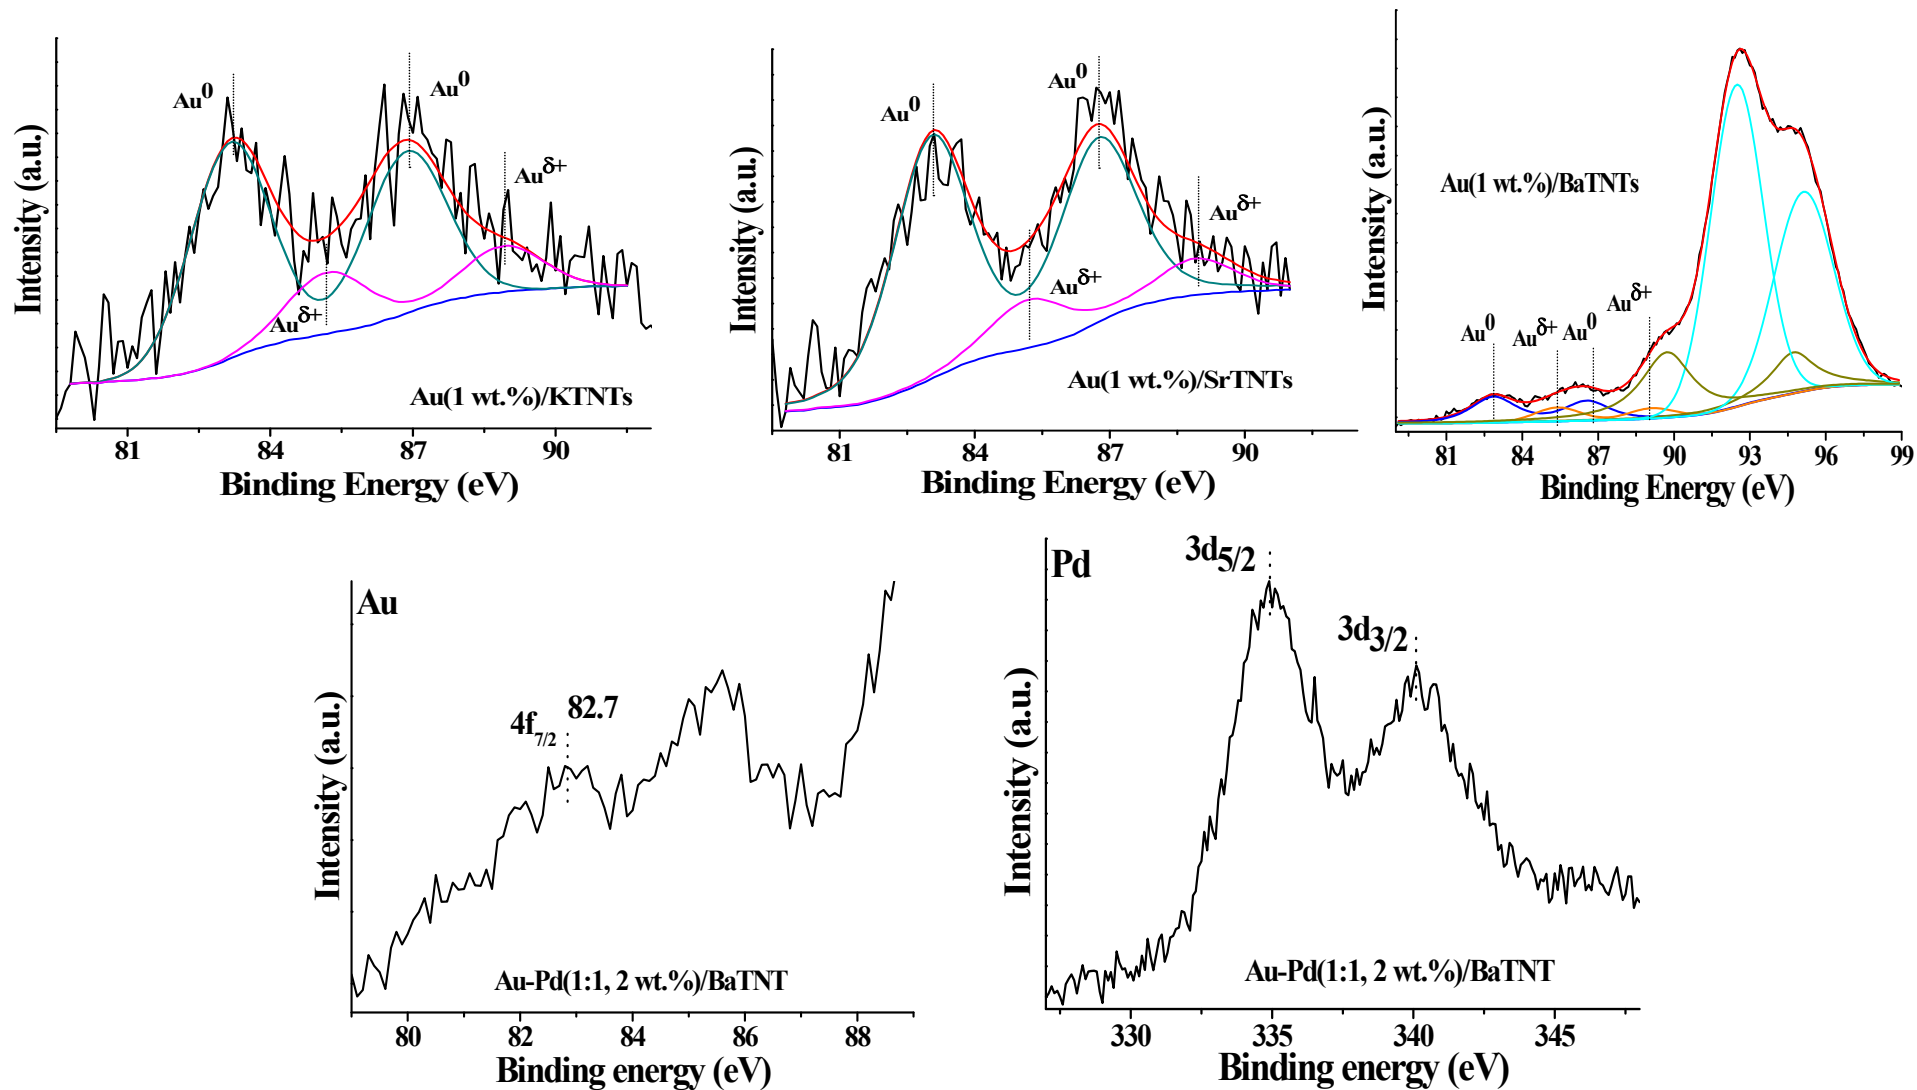 Intensity (a.u.)
Au0
Au0
Auδ+
Auδ+
Au(1 wt.%)/KTNTs
81 84 87 90
Binding Energy (eV)
Intensity (a.u.)
Au0
Au0
Auδ+
Auδ+
Au(1 wt.%)/SrTNTs
81 84 87 90
Binding Energy (eV)
Intensity (a.u.)
Au(1 wt.%)/BaTNTs
Au0
Auδ+
Au0
Auδ+
81 84 87 90 93 96 99
Binding Energy (eV)
Intensity (a.u.)
Au
4f7/2 82.7
Au-Pd(1:1, 2 wt.%)/BaTNT
80 82 84 86 88
Binding energy (eV)
Intensity (a.u.)
Pd
3d5/2
3d3/2
Au-Pd(1:1, 2 wt.%)/BaTNT
330 335 340 345
Binding energy (eV)